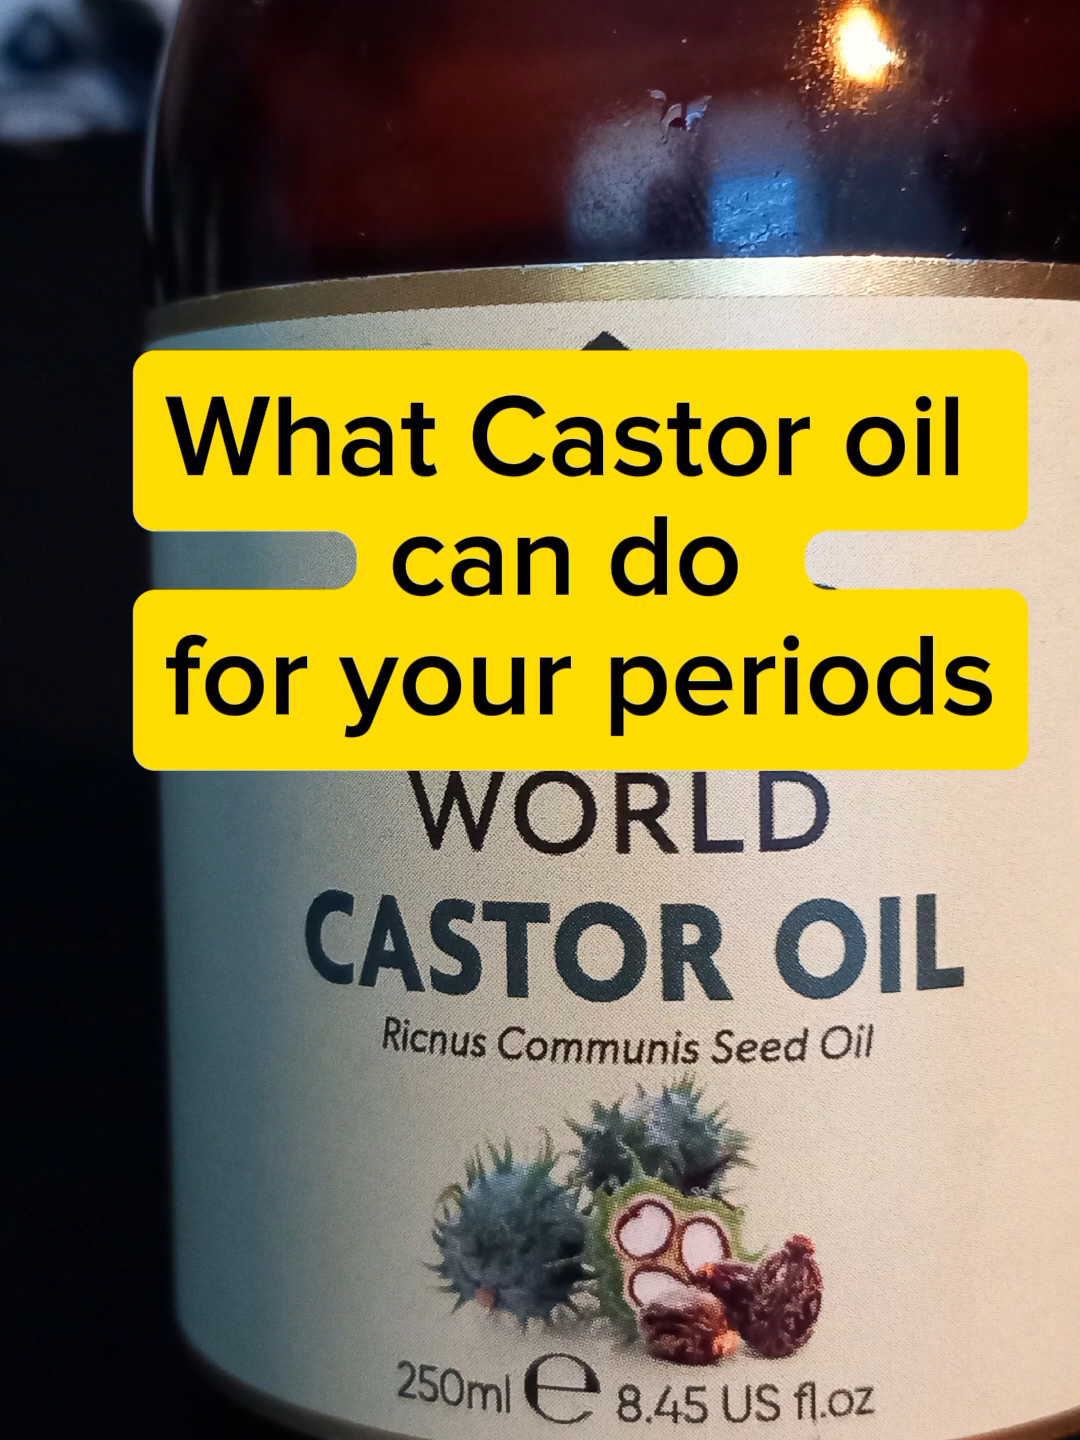 What Castor oil
can do
for your periods
WORLD
CASTOR OIL
Ricnus Communis Seed Oil
250ml e 8.45 US fl.oz